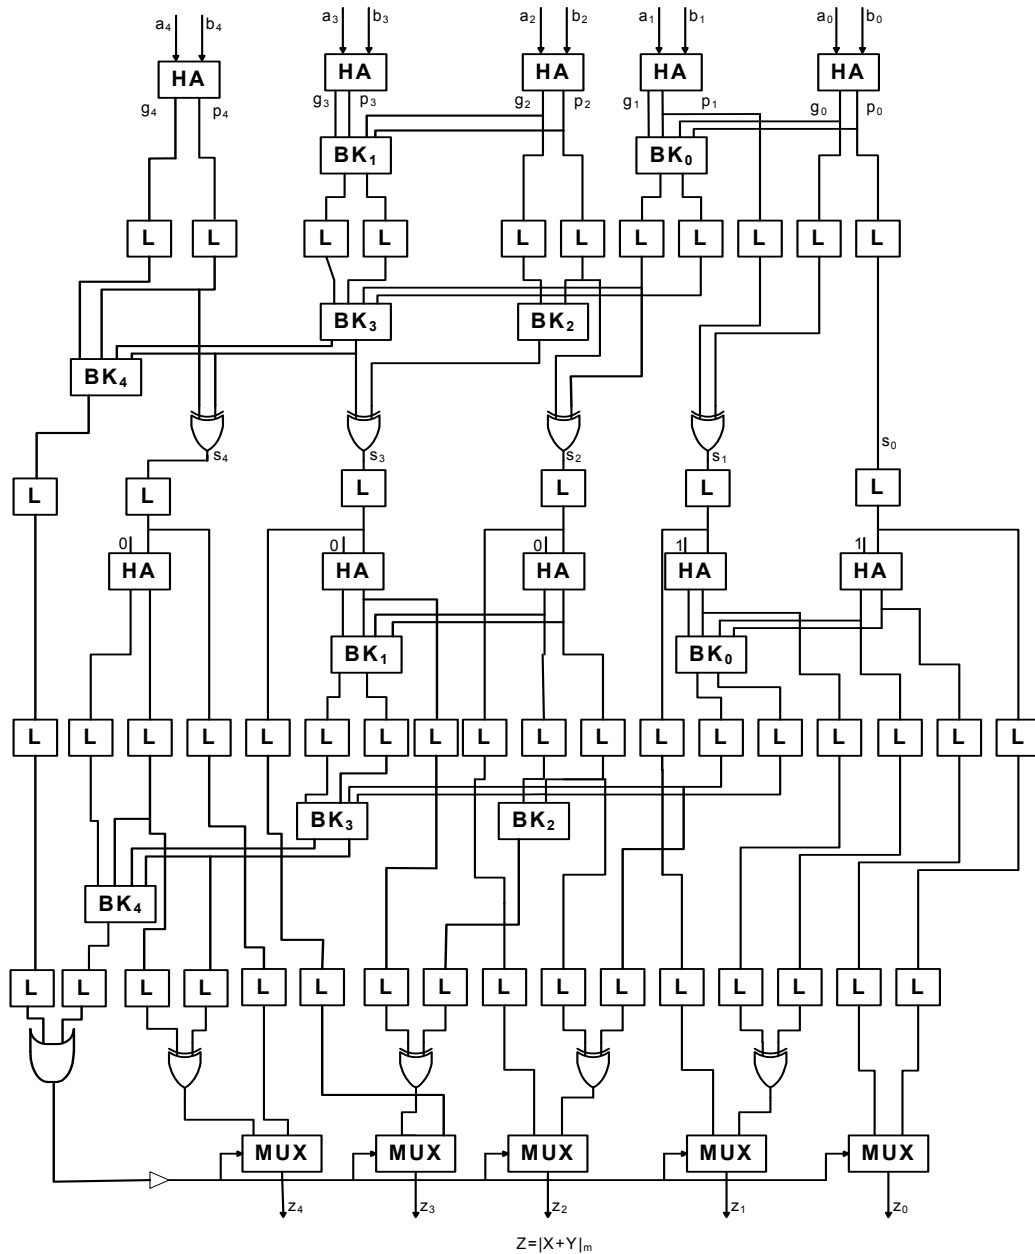 a4 b4 a3 b3 a2 b2 a1 b1 a0 b0
HA HA HA HA HA
g4 p4 g3 p3 g2 p2 g1 p1 g0 p0
BK1 BK0
L L L L L L L L L L L
BK3 BK2
BK4
s4 s3 s2 s1 s0
L L L L L L
0 0 0 1 1
HA HA HA HA HA
BK1 BK0
L L L L L L L L L L L L L L L L L L
BK3 BK2
BK4
L L L L L L L L L L L L L L L L
MUX MUX MUX MUX MUX
z4 z3 z2 z1 z0
Z=|X+Y|m